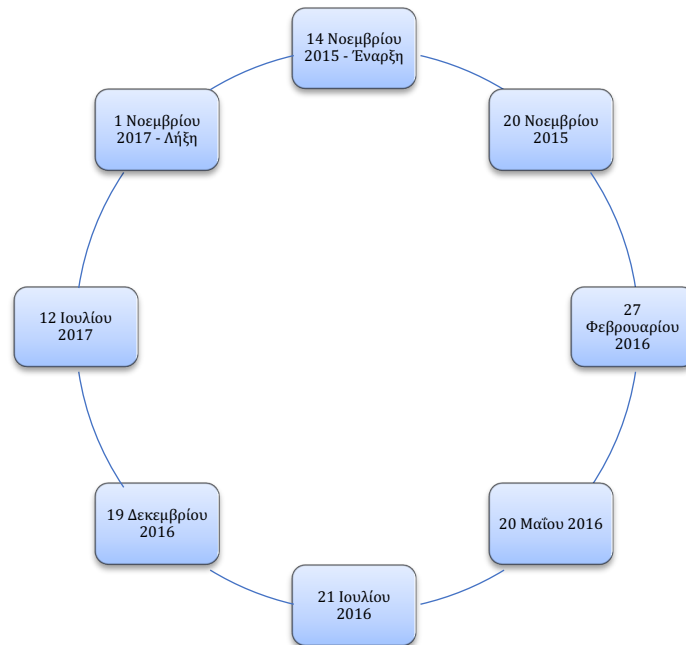 14 Νοεμβρίου
2015 - Έναρξη
20 Νοεμβρίου
2015
27
Φεβρουαρίου
2016
20 Μαΐου 2016
21 Ιουλίου
2016
19 Δεκεμβρίου
2016
12 Ιουλίου
2017
1 Νοεμβρίου
2017 - Λήξη